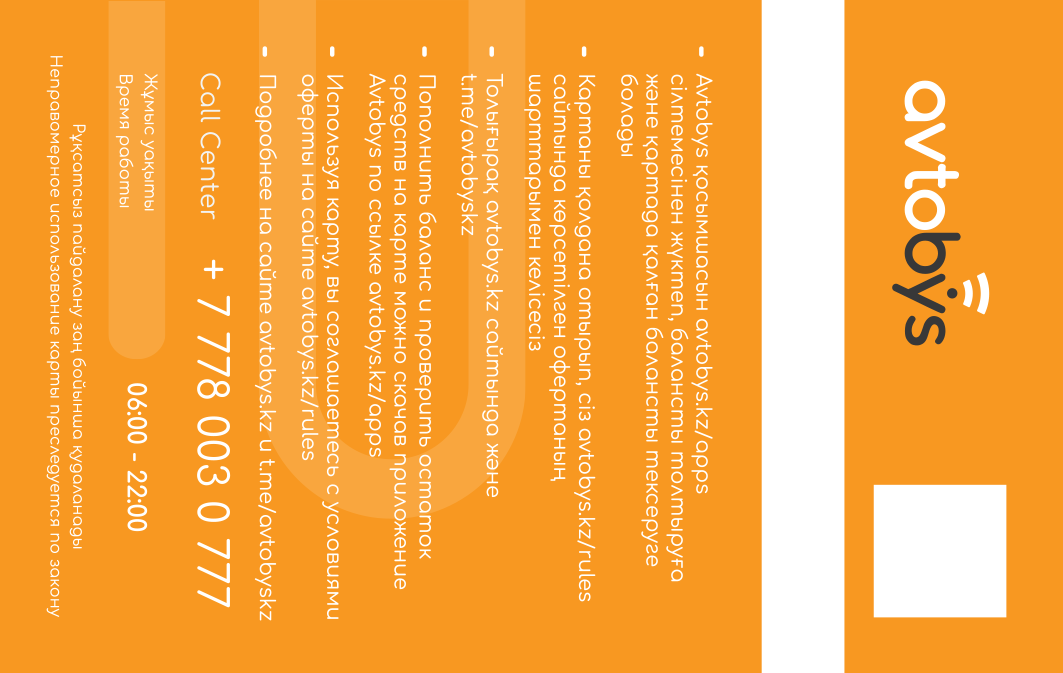 avtobys
- Avtobys қосымшасын avtobys.kz/apps
сілтемесінен жүктеп, балансты толтыруға
және картада қалған балансты тексеруге
болады
- Картаны қолдана отырып, сіз avtobys.kz/rules
сайтында көрсетілген офертаның
шарттарымен келісесіз
- Толығырақ avtobys.kz сайтында және
t.me/avtobyskz
- Пополнить баланс и проверить остаток
средств на карте можно скачав приложение
Avtobys по ссылке avtobys.kz/apps
- Используя карту, вы соглашаетесь с условиями
оферты на сайте avtobys.kz/rules
- Подробнее на сайте avtobys.kz и t.me/avtobyskz
Call Center + 7 778 003 0 777
Жұмыс уақыты
Время работы 06:00 - 22:00
Рұқсатсыз пайдалану заң бойынша қудаланады
Неправомерное использование карты преследуется по закону